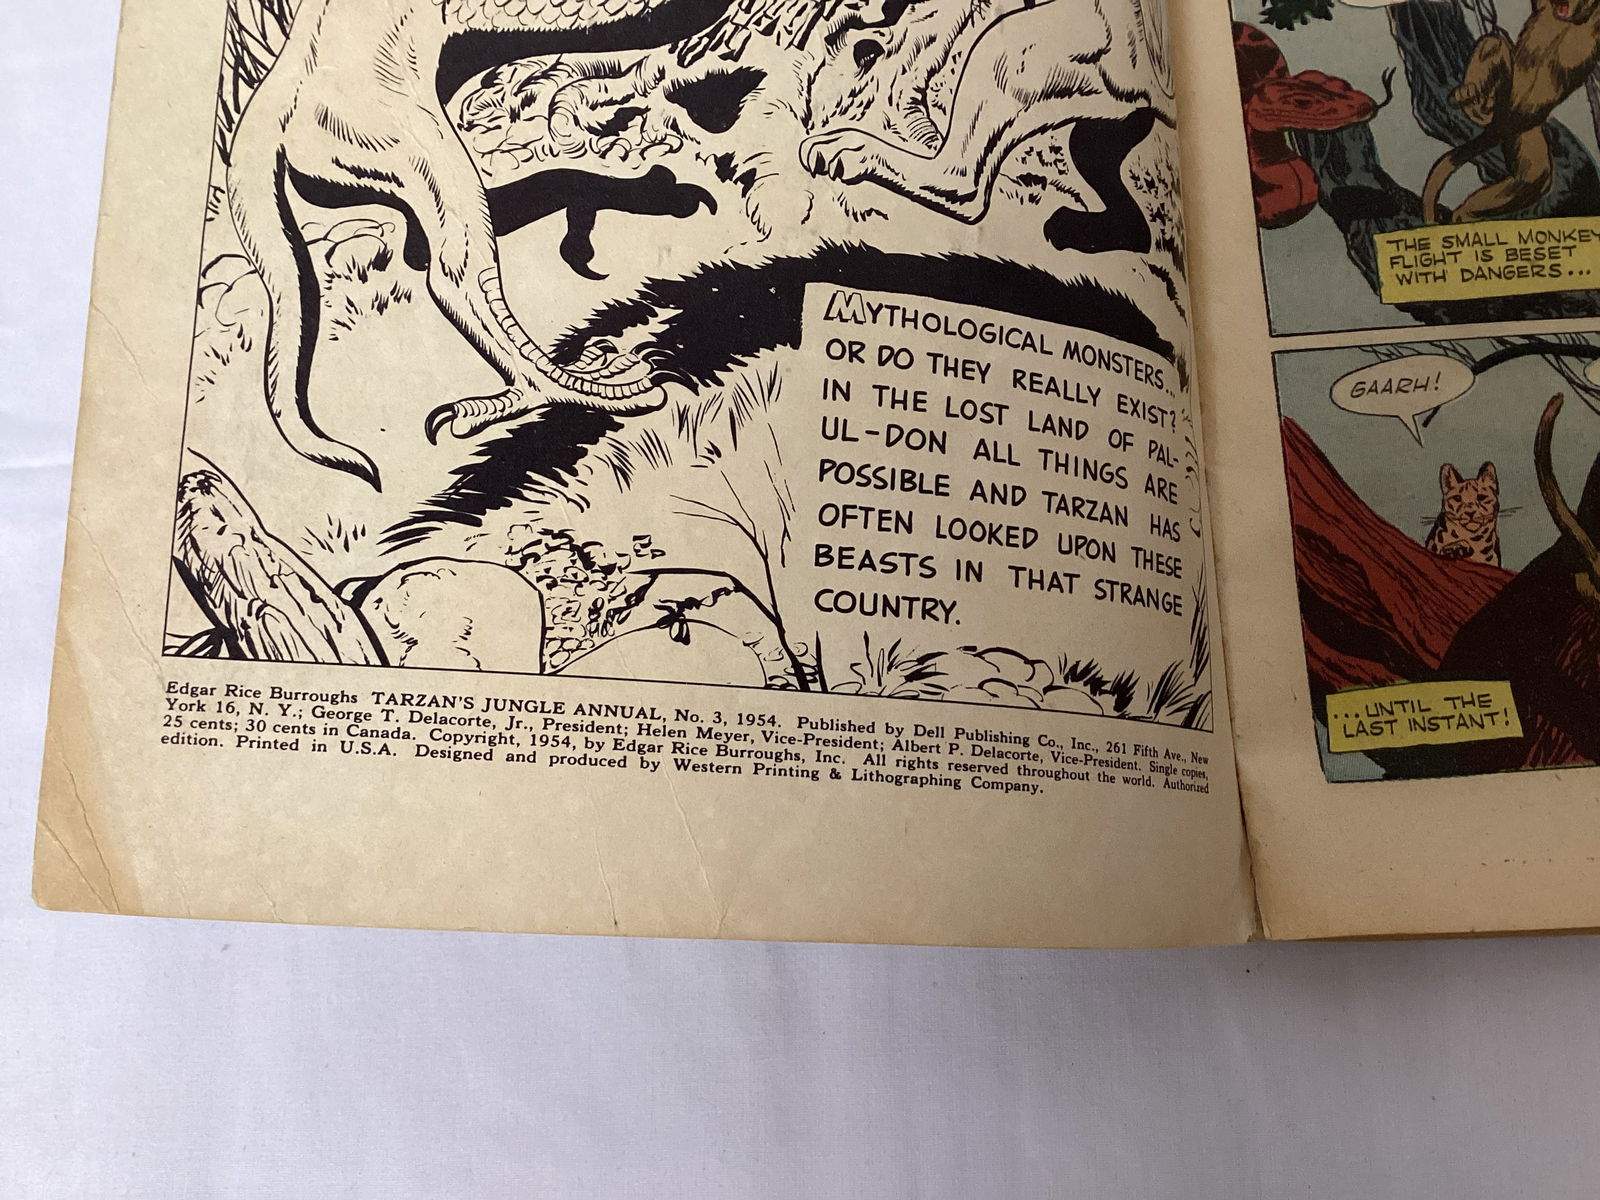 MYTHOLOGICAL MONSTERS...
OR DO THEY REALLY EXIST?
IN THE LOST LAND OF PAL-
UL-DON ALL THINGS ARE
POSSIBLE AND TARZAN HAS
OFTEN LOOKED UPON THESE
BEASTS IN THAT STRANGE
COUNTRY.
Edgar Rice Burroughs TARZAN'S JUNGLE ANNUAL, No. 3, 1954. Published by Dell Publishing Co., Inc., 261 Fifth Ave., New
York 16, N. Y.; George T. Delacorte, Jr., President; Helen Meyer, Vice-President; Albert P. Delacorte, Vice-President. Single copies,
25 cents; 30 cents in Canada. Copyright, 1954, by Edgar Rice Burroughs, Inc. All rights reserved throughout the world. Authorized
edition. Printed in U.S.A. Designed and produced by Western Printing & Lithographing Company.
THE SMALL MONKEY
FLIGHT IS BESET
WITH DANGERS...
GAARH!
...UNTIL THE
LAST INSTANT!